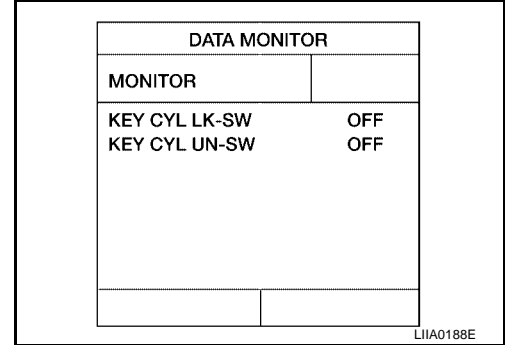 DATA MONITOR
MONITOR
KEY CYL LK-SW OFF
KEY CYL UN-SW OFF
LIIA0188E